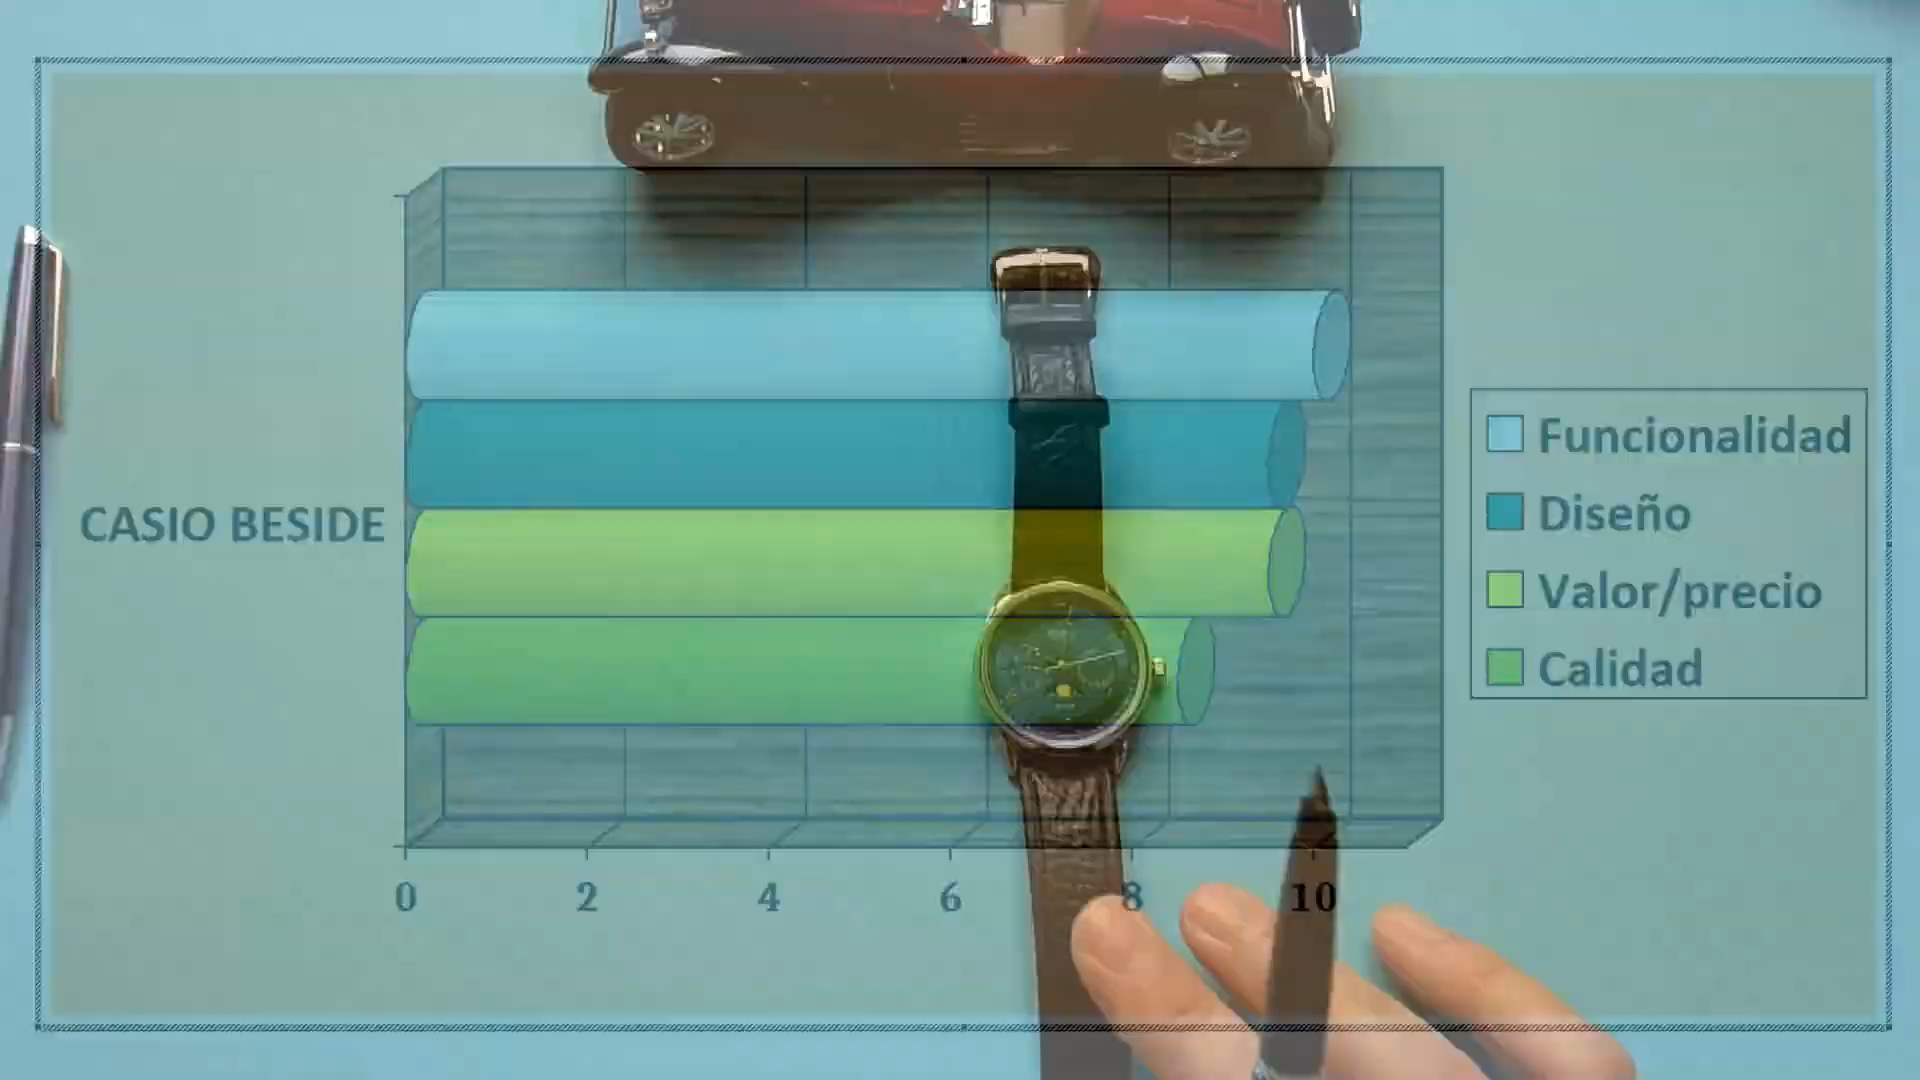 CASIO BESIDE
Funcionalidad
Diseño
Valor/precio
Calidad
0 2 4 6 8 10